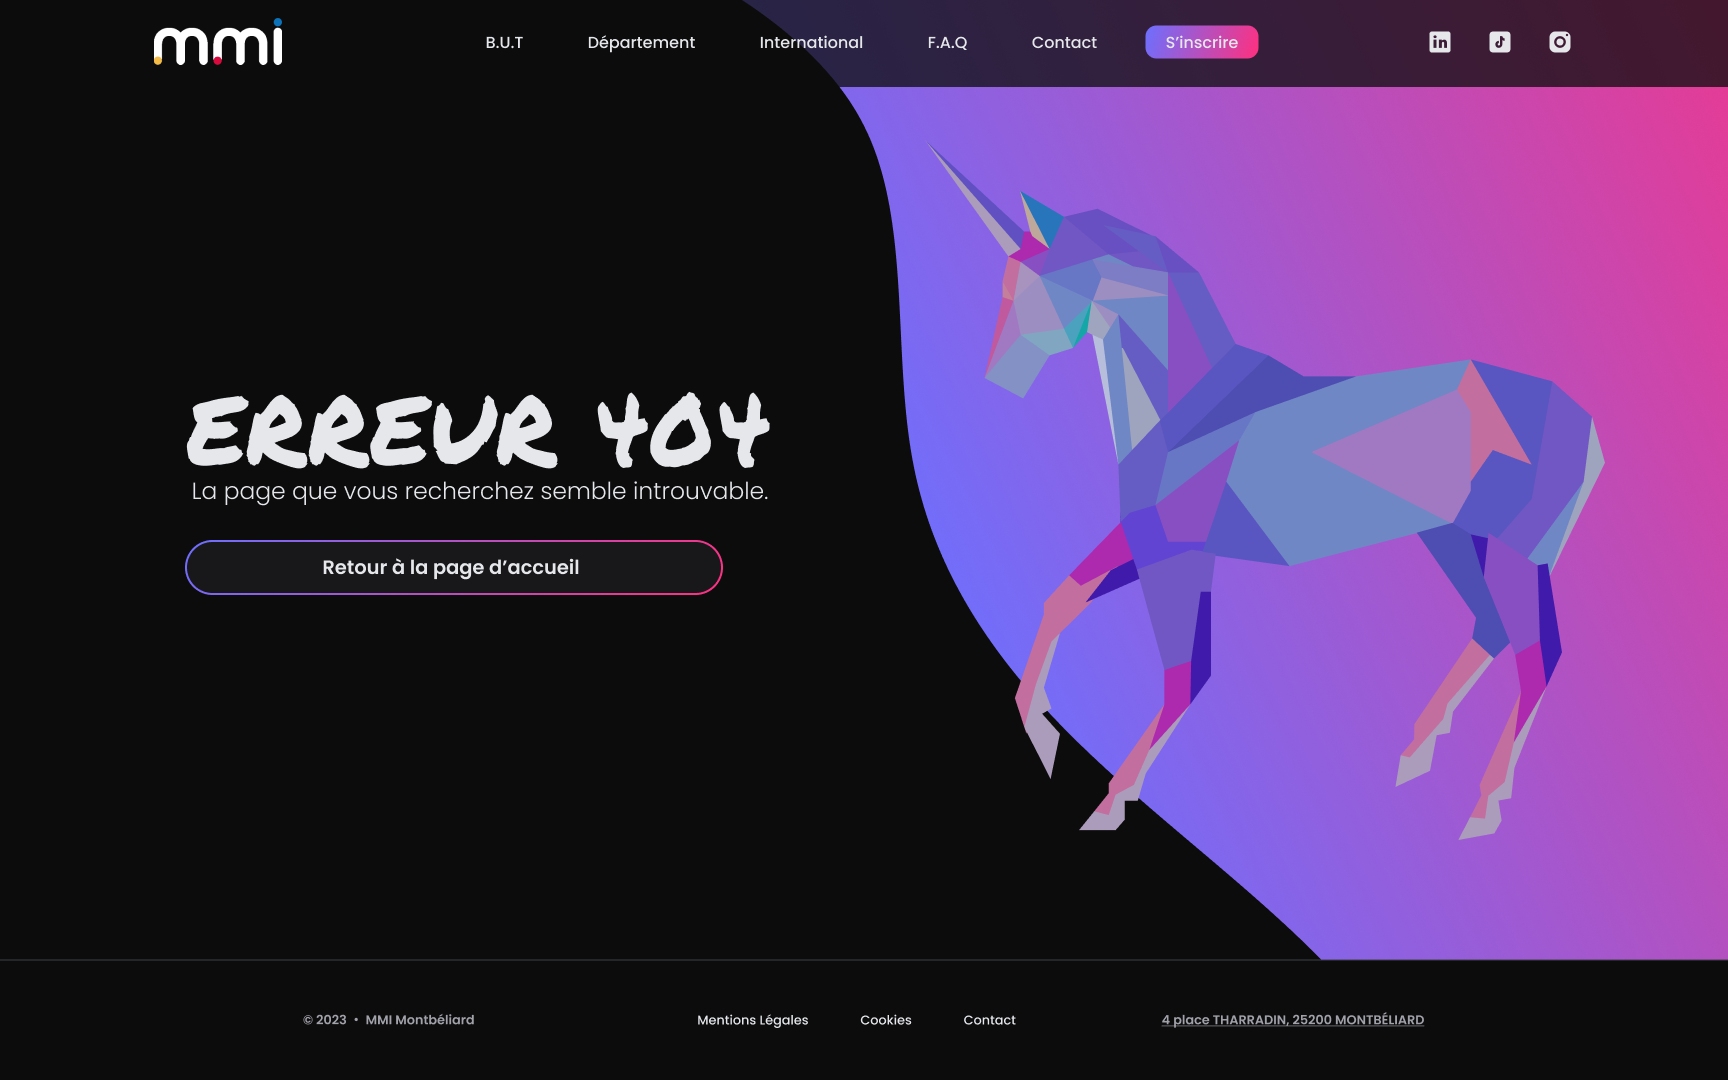 mmi
B.U.T
Département
International
F.A.Q
Contact
S’inscrire
in
ERREUR 404
La page que vous recherchez semble introuvable.
Retour à la page d’accueil
© 2023 • MMI Montbéliard
Mentions Légales
Cookies
Contact
4 place THARRADIN, 25200 MONTBÉLIARD